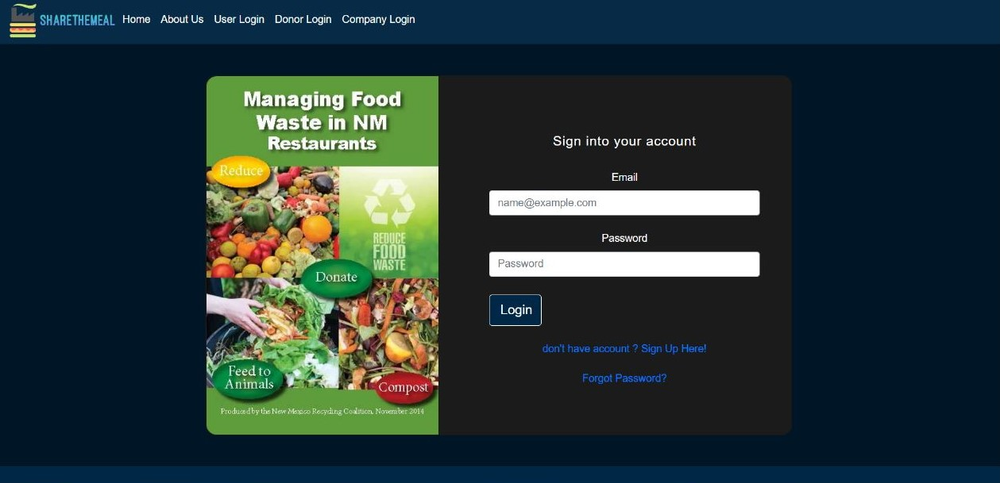 SHARETHEMEAL Home About Us User Login Donor Login Company Login
Managing Food
Waste in NM
Restaurants
Reduce
REDUCE
FOOD
WASTE
Donate
Feed to
Animals
Compost
Produced by the New Mexico Recycling Coalition, November 2014
Sign into your account
Email
name@example.com
Password
Password
Login
don't have account ? Sign Up Here!
Forgot Password?